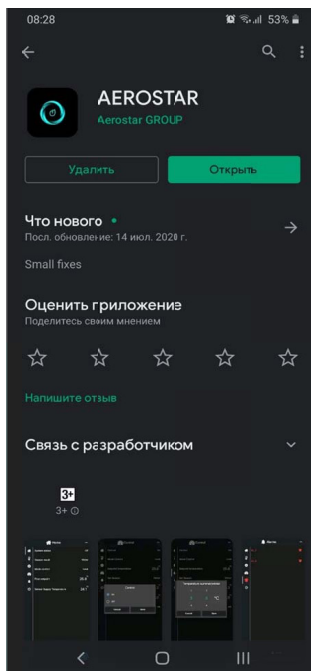 08:28
53%
AEROSTAR
Aerostar GROUP
Удалить
Открыть
Что нового
Посл. обновление: 14 июл. 2020 г.
Small fixes
Оценить приложение
Поделитесь своим мнением
Напишите отзыв
Связь с разработчиком
3+
3+